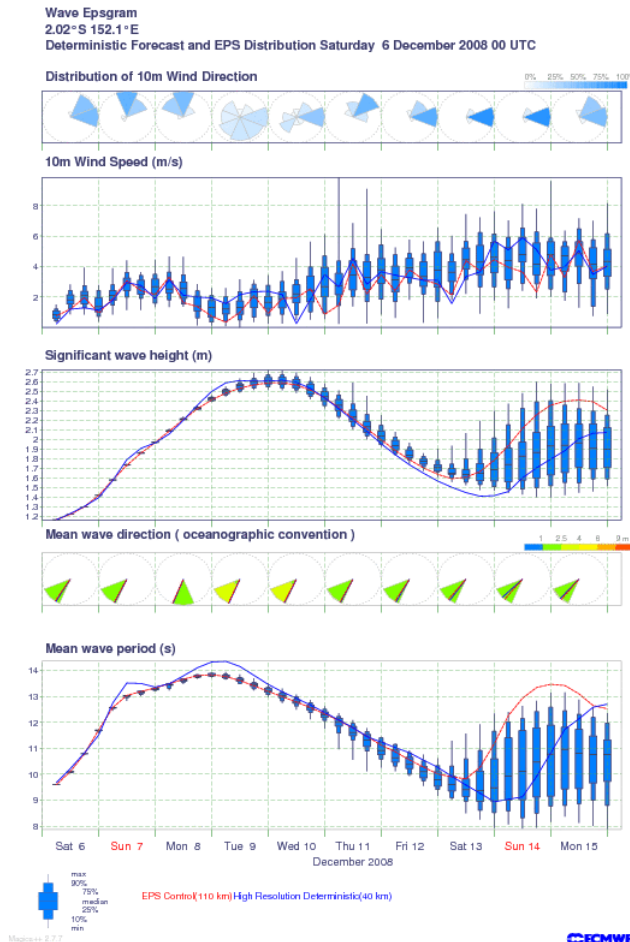 Wave Epsgram
2.02°S 152.1°E
Deterministic Forecast and EPS Distribution Saturday 6 December 2008 00 UTC
Distribution of 10m Wind Direction
0% 25% 50% 75% 100%
10m Wind Speed (m/s)
8
6
4
2
Significant wave height (m)
2.7
2.6
2.5
2.4
2.3
2.2
2.1
2
1.9
1.8
1.7
1.6
1.5
1.4
1.3
1.2
Mean wave direction ( oceanographic convention )
1 2.5 4 6 9 m
Mean wave period (s)
14
13
12
11
10
9
8
Sat 6 Sun 7 Mon 8 Tue 9 Wed 10 Thu 11 Fri 12 Sat 13 Sun 14 Mon 15
December 2008
max
90%
75%
median
25%
10%
min
EPS Control(110 km) High Resolution Deterministic(40 km)
Magics++ 2.7.7
ECMWF